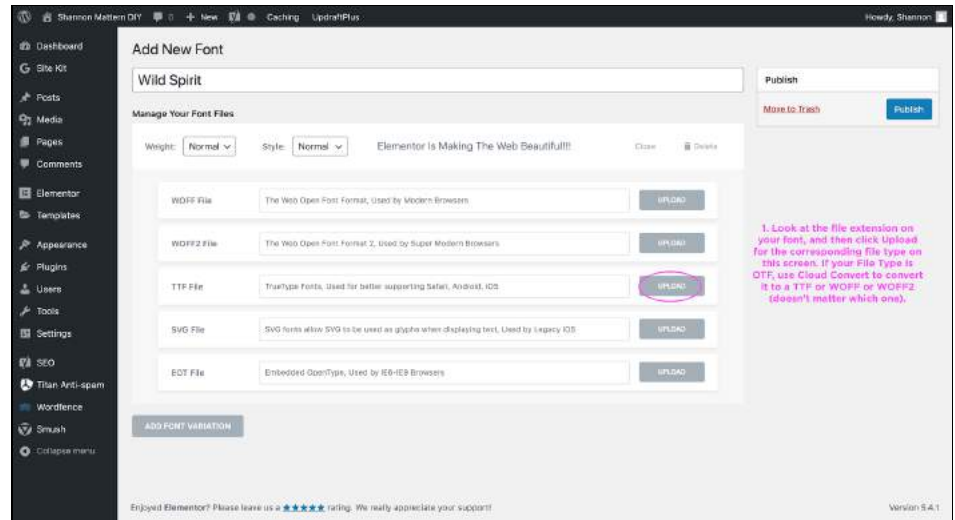 Shannon Mattern DIY 0 + New Caching UpdraftPlus Howdy, Shannon
Dashboard
Site Kit
Posts
Media
Pages
Comments
Elementor
Templates
Appearance
Plugins
Users
Tools
Settings
SEO
Titan Anti-spam
Wordfence
Smush
Collapse menu
Add New Font
Wild Spirit
Manage Your Font Files
Weight: Normal Style: Normal Elementor Is Making The Web Beautiful!!! Close Delete
WOFF File The Web Open Font Format, Used by Modern Browsers UPLOAD
WOFF2 File The Web Open Font Format 2, Used by Super Modern Browsers UPLOAD
TTF File TrueType Fonts, Used for better supporting Safari, Android, iOS UPLOAD
SVG File SVG fonts allow SVG to be used as glyphs when displaying text, Used by Legacy iOS UPLOAD
EOT File Embedded OpenType, Used by IE6-IE9 Browsers UPLOAD
ADD FONT VARIATION
Publish
Move to Trash Publish
1. Look at the file extension on
your font, and then click Upload
for the corresponding file type on
this screen. If your File Type is
OTF, use Cloud Convert to convert
it to a TTF or WOFF or WOFF2
(doesn't matter which one).
Enjoyed Elementor? Please leave us a ★★★★★ rating. We really appreciate your support! Version 5.4.1